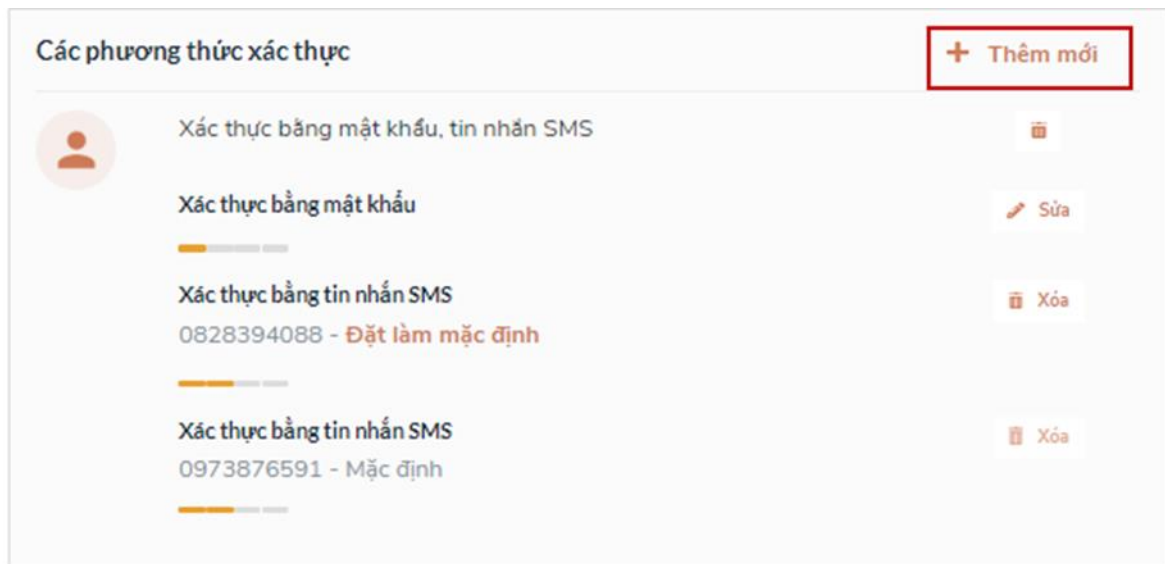 Các phương thức xác thực
+ Thêm mới
Xác thực bằng mật khẩu, tin nhắn SMS
Xác thực bằng mật khẩu
Sửa
Xác thực bằng tin nhắn SMS
Xóa
0828394088 - Đặt làm mặc định
Xác thực bằng tin nhắn SMS
Xóa
0973876591 - Mặc định